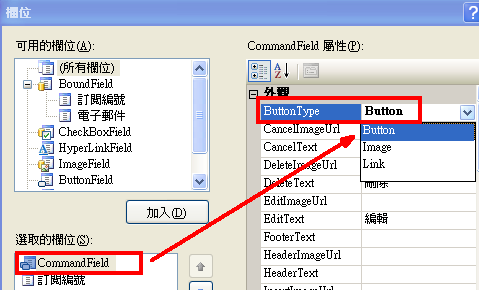 欄位
可用的欄位(A):
(所有欄位)
BoundField
訂閱編號
電子郵件
CheckBoxField
HyperLinkField
ImageField
ButtonField
加入(D)
選取的欄位(S):
CommandField
訂閱編號
CommandField 屬性(P):
外觀
ButtonType Button
CancelImageUrl Button
CancelText Image
DeleteImageUrl Link
DeleteText 刪除
EditImageUrl
EditText 編輯
FooterText
HeaderImageUrl
HeaderText